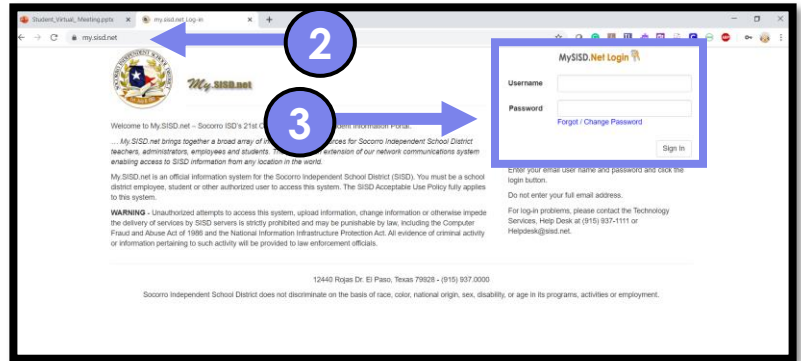 Student_Virtual_Meeting.pptx
my.sisd.net Log-in
my.sisd.net
2
My.SISD.net
MySISD.Net Login
Username
Password
Forgot / Change Password
Sign In
3
Welcome to My.SISD.net – Socorro ISD's 21st
... My.SISD.net brings together a broad array of in
rces for Socorro Independent School District
teachers, administrators, employees and students.
extension of our network communications system
enabling access to SISD information from any location in the world.
My.SISD.net is an official information system for the Socorro Independent School District (SISD). You must be a school
district employee, student or other authorized user to access this system. The SISD Acceptable Use Policy fully applies
to this system.
WARNING - Unauthorized attempts to access this system, upload information, change information or otherwise impede
the delivery of services by SISD servers is strictly prohibited and may be punishable by law, including the Computer
Fraud and Abuse Act of 1986 and the National Information Infrastructure Protection Act. All evidence of criminal activity
or information pertaining to such activity will be provided to law enforcement officials.
Enter your email user name and password and click the
login button.
Do not enter your full email address.
For log-in problems, please contact the Technology
Services, Help Desk at (915) 937-1111 or
Helpdesk@sisd.net.
12440 Rojas Dr. El Paso, Texas 79928 - (915) 937.0000
Socorro Independent School District does not discriminate on the basis of race, color, national origin, sex, disability, or age in its programs, activities or employment.